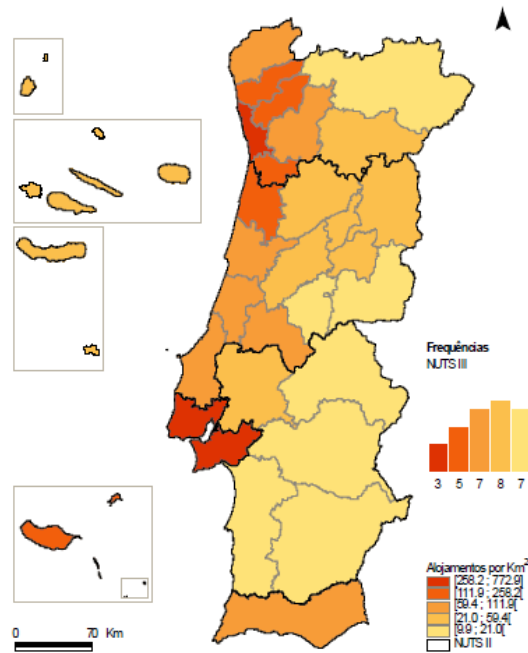 Frequências
NUTS III
3 5 7 8 7
Alojamentos por Km²
[258.2 ; 772.9]
[111.9 ; 258.2[
[59.4 ; 111.9[
[21.0 ; 59.4[
[9.9 ; 21.0[
NUTS II
0 70 Km